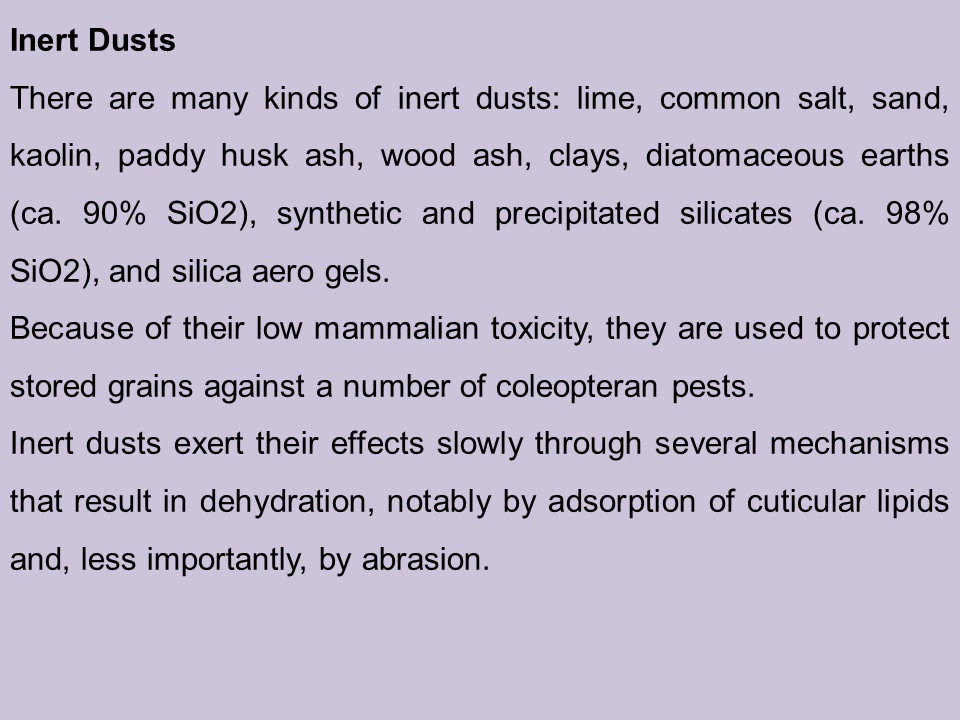 Inert Dusts
There are many kinds of inert dusts: lime, common salt, sand,
kaolin, paddy husk ash, wood ash, clays, diatomaceous earths
(ca. 90% SiO2), synthetic and precipitated silicates (ca. 98%
SiO2), and silica aero gels.
Because of their low mammalian toxicity, they are used to protect
stored grains against a number of coleopteran pests.
Inert dusts exert their effects slowly through several mechanisms
that result in dehydration, notably by adsorption of cuticular lipids
and, less importantly, by abrasion.